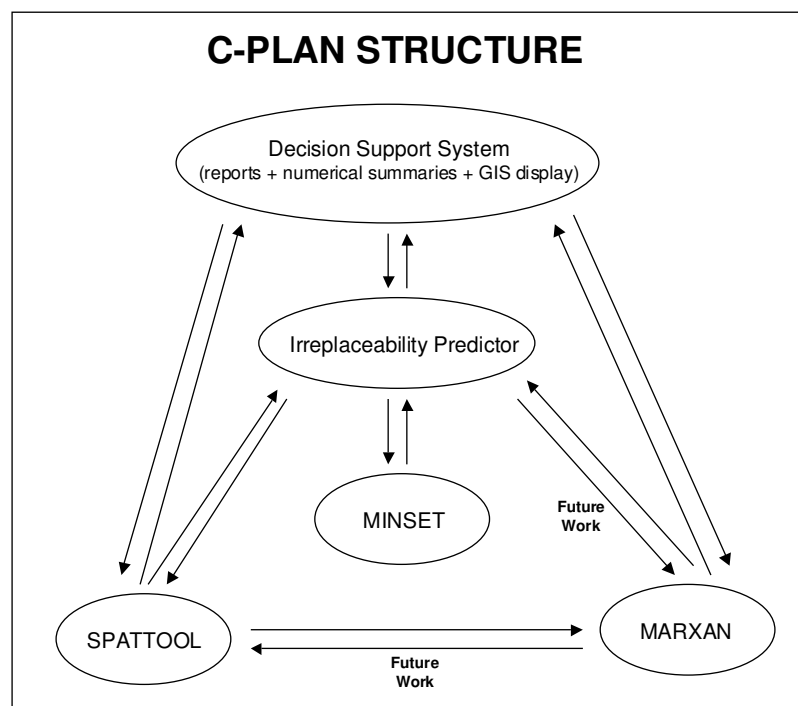 C-PLAN STRUCTURE
Decision Support System
(reports + numerical summaries + GIS display)
Irreplaceability Predictor
MINSET
Future
Work
SPATTOOL
MARXAN
Future
Work